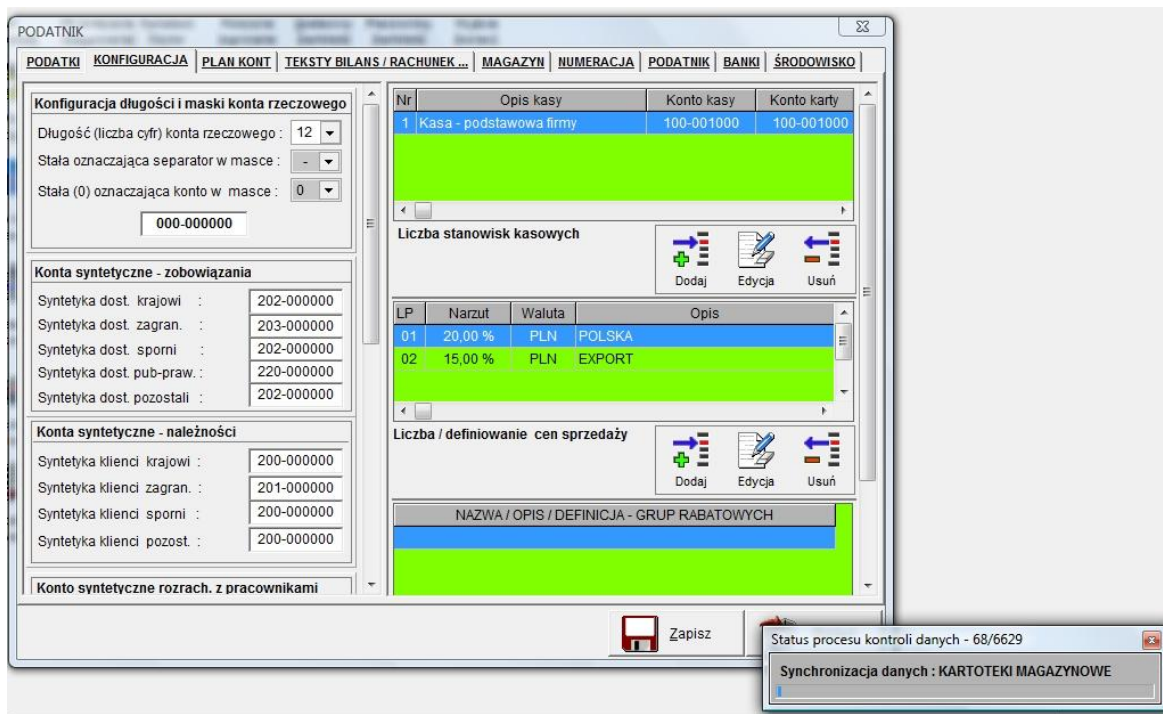 PODATNIK
PODATKI KONFIGURACJA PLAN KONT TEKSTY BILANS / RACHUNEK ... MAGAZYN NUMERACJA PODATNIK BANKI ŚRODOWISKO
Konfiguracja długości i maski konta rzeczowego
Długość (liczba cyfr) konta rzeczowego : 12
Stała oznaczająca separator w masce : -
Stała (0) oznaczająca konto w masce : 0
000-000000
Konta syntetyczne - zobowiązania
Syntetyka dost. krajowi : 202-000000
Syntetyka dost. zagran. : 203-000000
Syntetyka dost. sporni : 202-000000
Syntetyka dost. pub-praw. : 220-000000
Syntetyka dost. pozostali : 202-000000
Konta syntetyczne - należności
Syntetyka klienci krajowi : 200-000000
Syntetyka klienci zagran. : 201-000000
Syntetyka klienci sporni : 200-000000
Syntetyka klienci pozost. : 200-000000
Konto syntetyczne rozrach. z pracownikami
Nr Opis kasy Konto kasy Konto karty
1 Kasa - podstawowa firmy 100-001000 100-001000
Liczba stanowisk kasowych
Dodaj Edycja Usuń
LP Narzut Waluta Opis
01 20,00 % PLN POLSKA
02 15,00 % PLN EXPORT
Liczba / definiowanie cen sprzedaży
Dodaj Edycja Usuń
NAZWA / OPIS / DEFINICJA - GRUP RABATOWYCH
Zapisz
Status procesu kontroli danych - 68/6629
Synchronizacja danych : KARTOTEKI MAGAZYNOWE